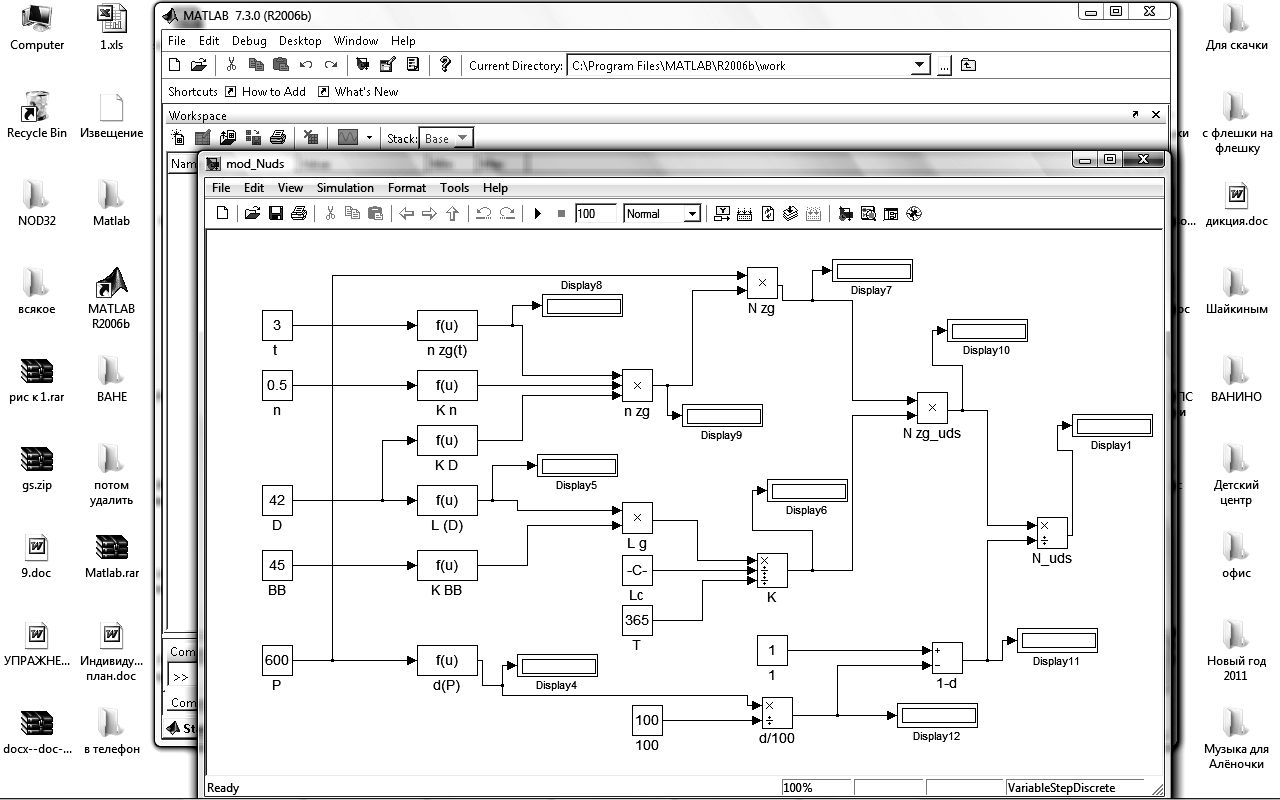 Computer
1.xls
Recycle Bin
Извещение
NOD32
Matlab
всякое
MATLAB
R2006b
рис к 1.rar
ВАНЕ
gs.zip
потом
удалить
9.doc
Matlab.rar
УПРАЖНЕ...
Индивиду...
план.doc
docx--doc-...
в телефон
MATLAB 7.3.0 (R2006b)
File Edit Debug Desktop Window Help
Current Directory: C:\Program Files\MATLAB\R2006b\work
...
Shortcuts How to Add What's New
Workspace
Stack: Base
Nam
Com
>>
Com
St
mod_Nuds
File Edit View Simulation Format Tools Help
100 Normal
Display8
N zg
Display7
3
t
f(u)
n zg(t)
Display10
0.5
n
f(u)
K n
×
n zg
Display9
×
N zg_uds
Display1
f(u)
K D
Display5
42
D
f(u)
L (D)
×
L g
Display6
×
÷
N_uds
45
BB
f(u)
K BB
-C-
Lc
×
÷
÷
K
365
T
600
P
f(u)
d(P)
Display4
1
1
+
−
1-d
Display11
100
100
×
÷
d/100
Display12
Ready 100% VariableStepDiscrete
Для скачки
с флешки на
флешку
дикция.doc
Шайкиным
ВАНИНО
Детский
центр
офис
Новый год
2011
Музыка для
Алёночки